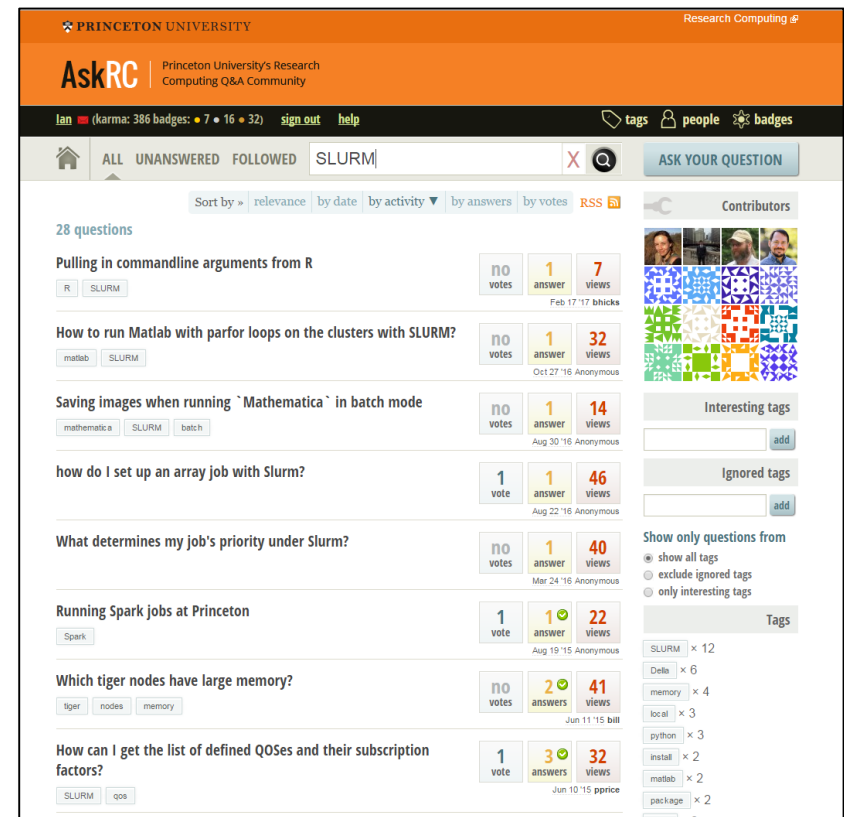 PRINCETON UNIVERSITY
Research Computing
AskRC
Princeton University's Research
Computing Q&A Community
Ian (karma: 386 badges: ● 7 ● 16 ● 32) sign out help
tags people badges
ALL UNANSWERED FOLLOWED SLURM X
ASK YOUR QUESTION
Sort by » relevance by date by activity ▼ by answers by votes RSS
28 questions
Pulling in commandline arguments from R
R SLURM
no votes 1 answer 7 views
Feb 17 '17 bhicks
How to run Matlab with parfor loops on the clusters with SLURM?
matlab SLURM
no votes 1 answer 32 views
Oct 27 '16 Anonymous
Saving images when running `Mathematica` in batch mode
mathematica SLURM batch
no votes 1 answer 14 views
Aug 30 '16 Anonymous
how do I set up an array job with Slurm?
1 vote 1 answer 46 views
Aug 22 '16 Anonymous
What determines my job's priority under Slurm?
no votes 1 answer 40 views
Mar 24 '16 Anonymous
Running Spark jobs at Princeton
Spark
1 vote 1 answer 22 views
Aug 19 '15 Anonymous
Which tiger nodes have large memory?
tiger nodes memory
no votes 2 answers 41 views
Jun 11 '15 bill
How can I get the list of defined QOSes and their subscription
factors?
SLURM qos
1 vote 3 answers 32 views
Jun 10 '15 pprice
Contributors
Interesting tags
add
Ignored tags
add
Show only questions from
show all tags
exclude ignored tags
only interesting tags
Tags
SLURM × 12
Della × 6
memory × 4
local × 3
python × 3
install × 2
matlab × 2
package × 2